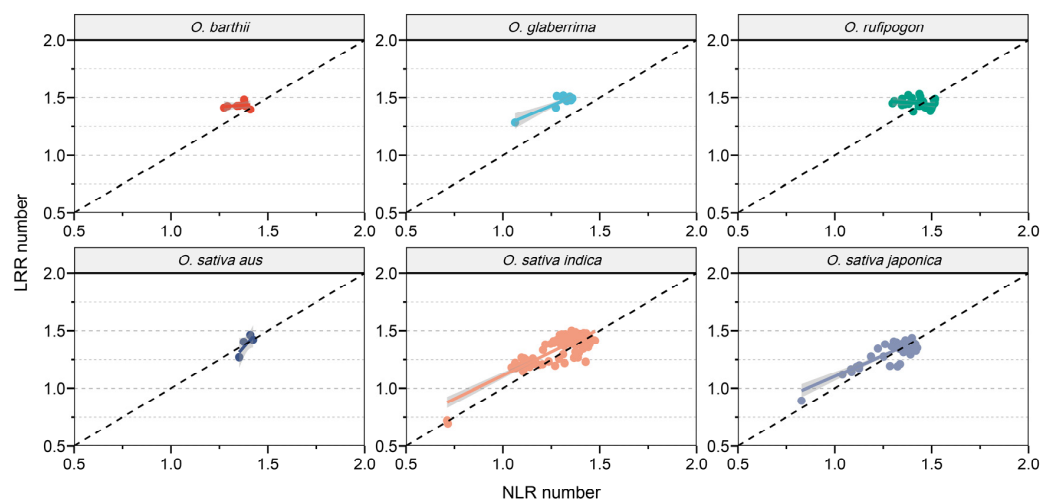 O. barthii
O. glaberrima
O. rufipogon
2.0
1.5
1.0
0.5
0.5 1.0 1.5 2.0
2.0
1.5
1.0
0.5
0.5 1.0 1.5 2.0
2.0
1.5
1.0
0.5
0.5 1.0 1.5 2.0
LRR number
O. sativa aus
O. sativa indica
O. sativa japonica
2.0
1.5
1.0
0.5
0.5 1.0 1.5 2.0
2.0
1.5
1.0
0.5
0.5 1.0 1.5 2.0
2.0
1.5
1.0
0.5
0.5 1.0 1.5 2.0
NLR number